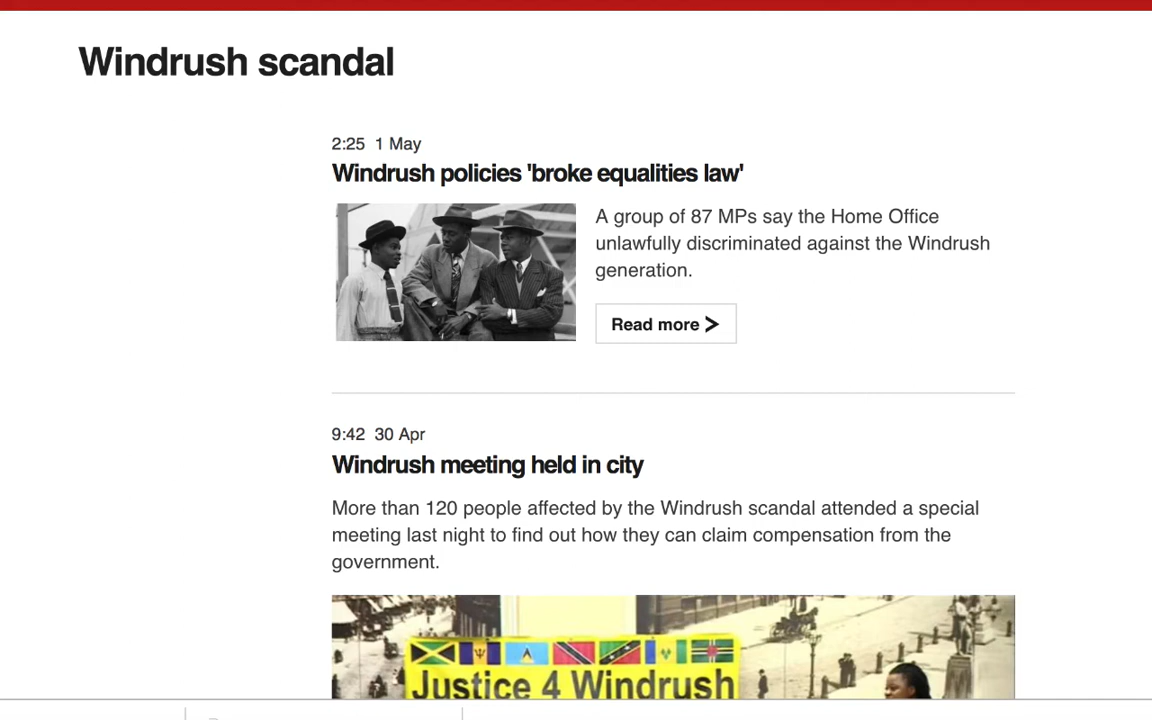 Windrush scandal
2:25 1 May
Windrush policies 'broke equalities law'
A group of 87 MPs say the Home Office
unlawfully discriminated against the Windrush
generation.
Read more >
9:42 30 Apr
Windrush meeting held in city
More than 120 people affected by the Windrush scandal attended a special
meeting last night to find out how they can claim compensation from the
government.
Justice 4 Windrush